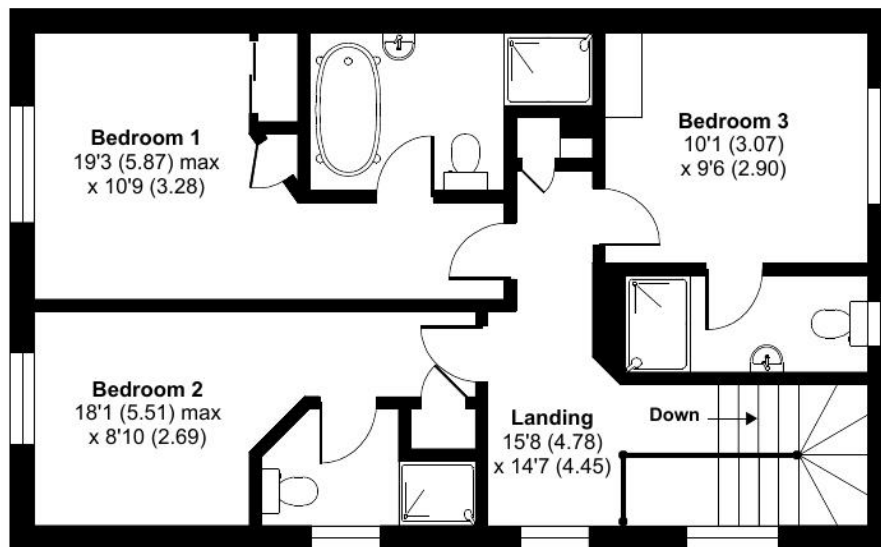 Bedroom 1
19'3 (5.87) max
x 10'9 (3.28)
Bedroom 3
10'1 (3.07)
x 9'6 (2.90)
Bedroom 2
18'1 (5.51) max
x 8'10 (2.69)
Landing
15'8 (4.78)
x 14'7 (4.45)
Down